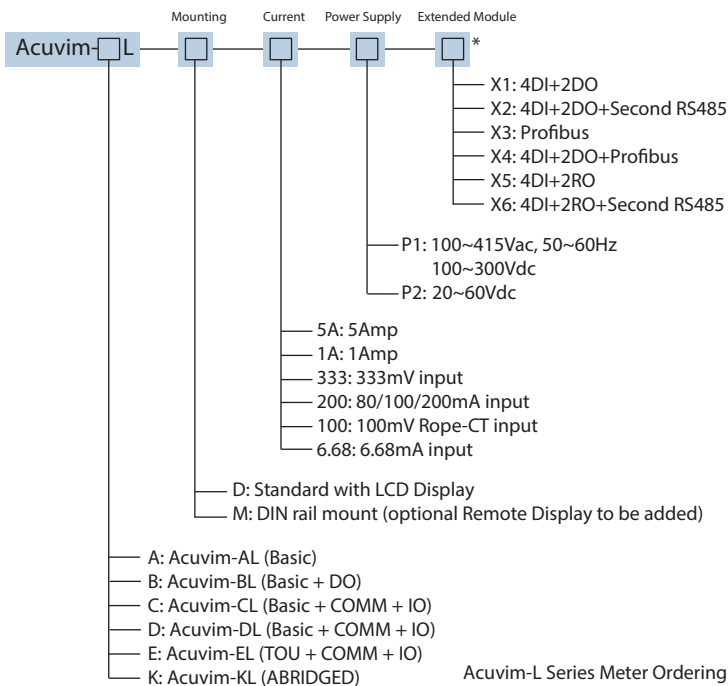 Mounting Current Power Supply Extended Module
Acuvim- L *
X1: 4DI+2DO
X2: 4DI+2DO+Second RS485
X3: Profibus
X4: 4DI+2DO+Profibus
X5: 4DI+2RO
X6: 4DI+2RO+Second RS485
P1: 100~415Vac, 50~60Hz
100~300Vdc
P2: 20~60Vdc
5A: 5Amp
1A: 1Amp
333: 333mV input
200: 80/100/200mA input
100: 100mV Rope-CT input
6.68: 6.68mA input
D: Standard with LCD Display
M: DIN rail mount (optional Remote Display to be added)
A: Acuvim-AL (Basic)
B: Acuvim-BL (Basic + DO)
C: Acuvim-CL (Basic + COMM + IO)
D: Acuvim-DL (Basic + COMM + IO)
E: Acuvim-EL (TOU + COMM + IO)
K: Acuvim-KL (ABRIDGED)
Acuvim-L Series Meter Ordering